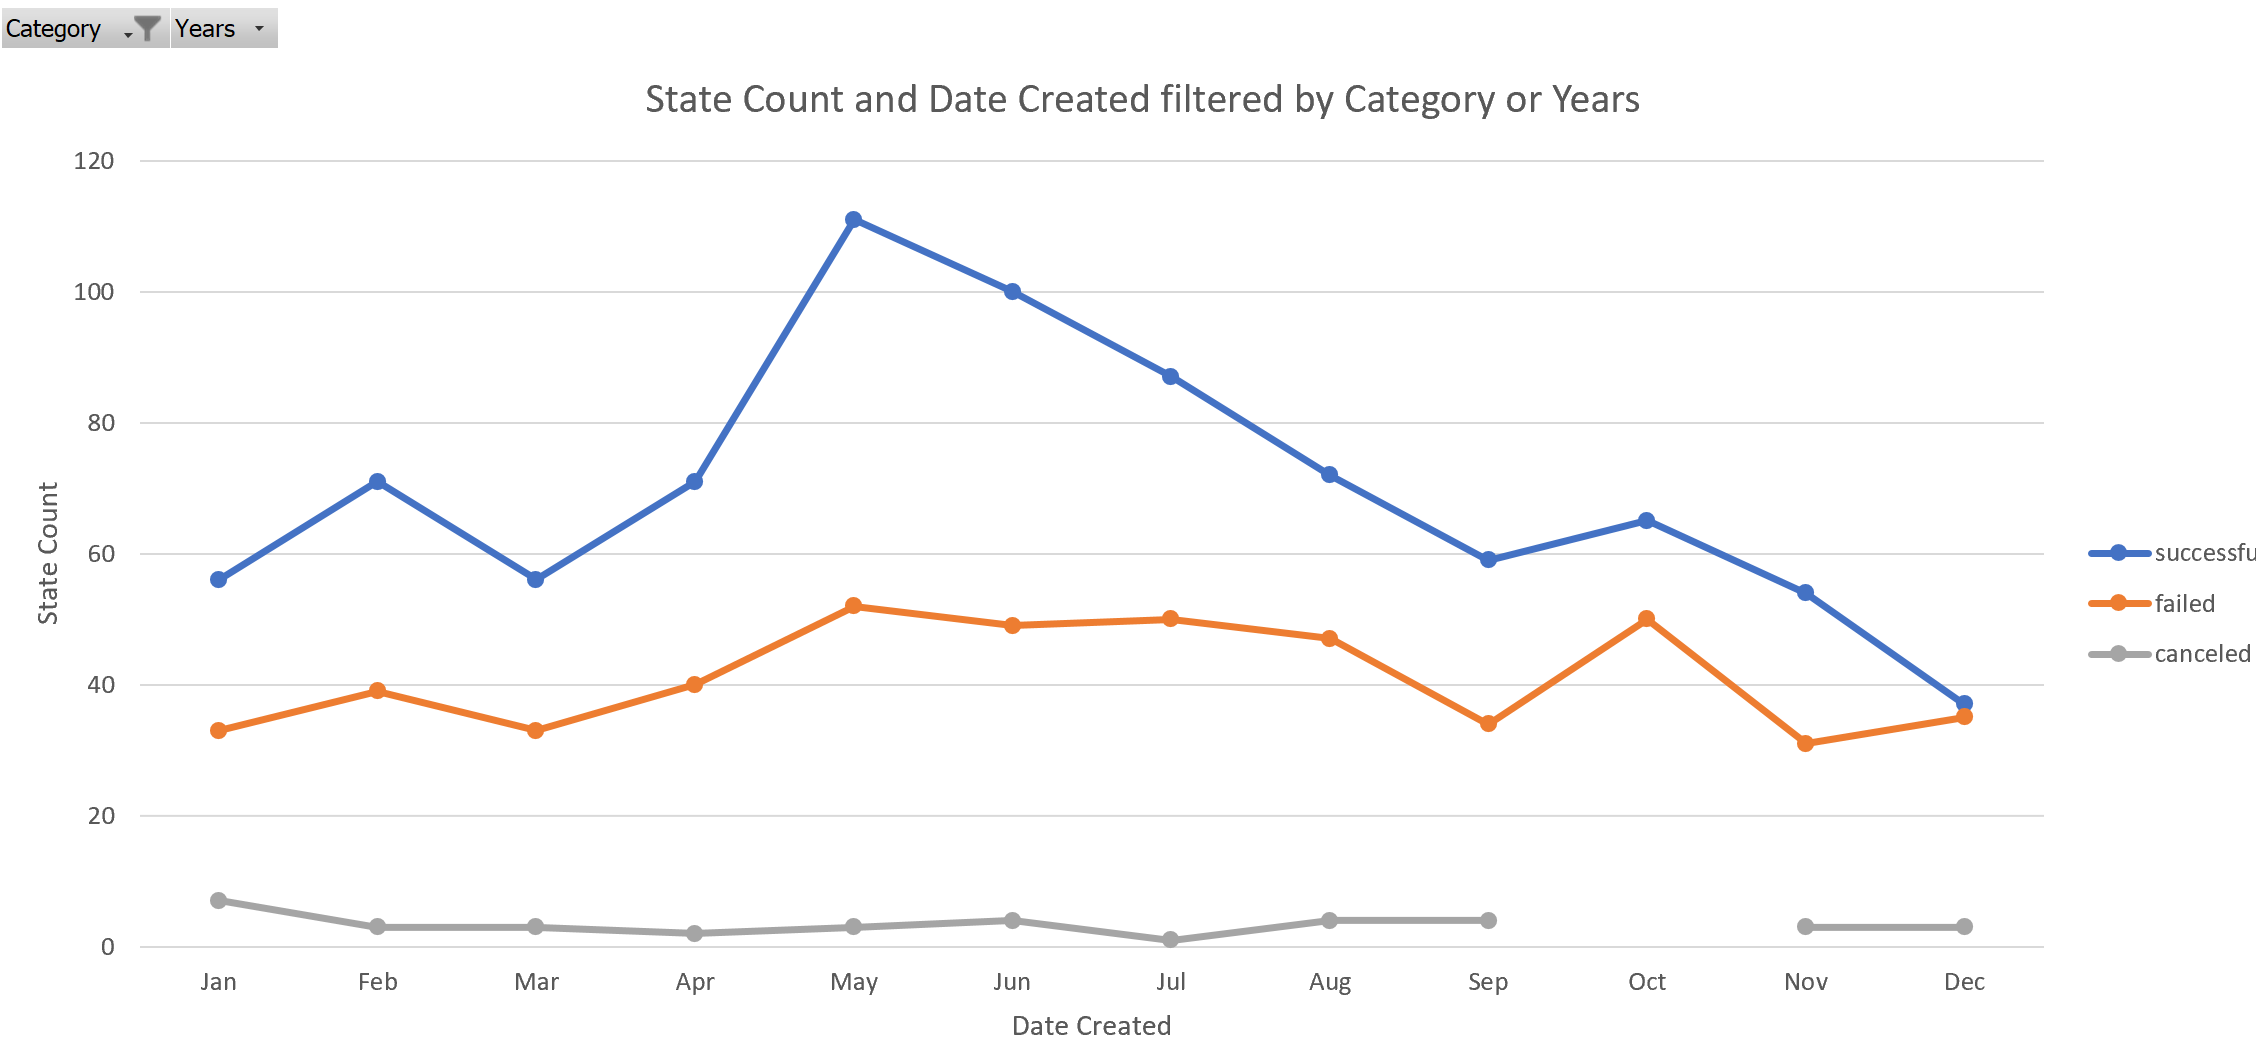 Category Years
State Count and Date Created filtered by Category or Years
120
100
80
60
40
20
0
State Count
Jan Feb Mar Apr May Jun Jul Aug Sep Oct Nov Dec
Date Created
successfu
failed
canceled